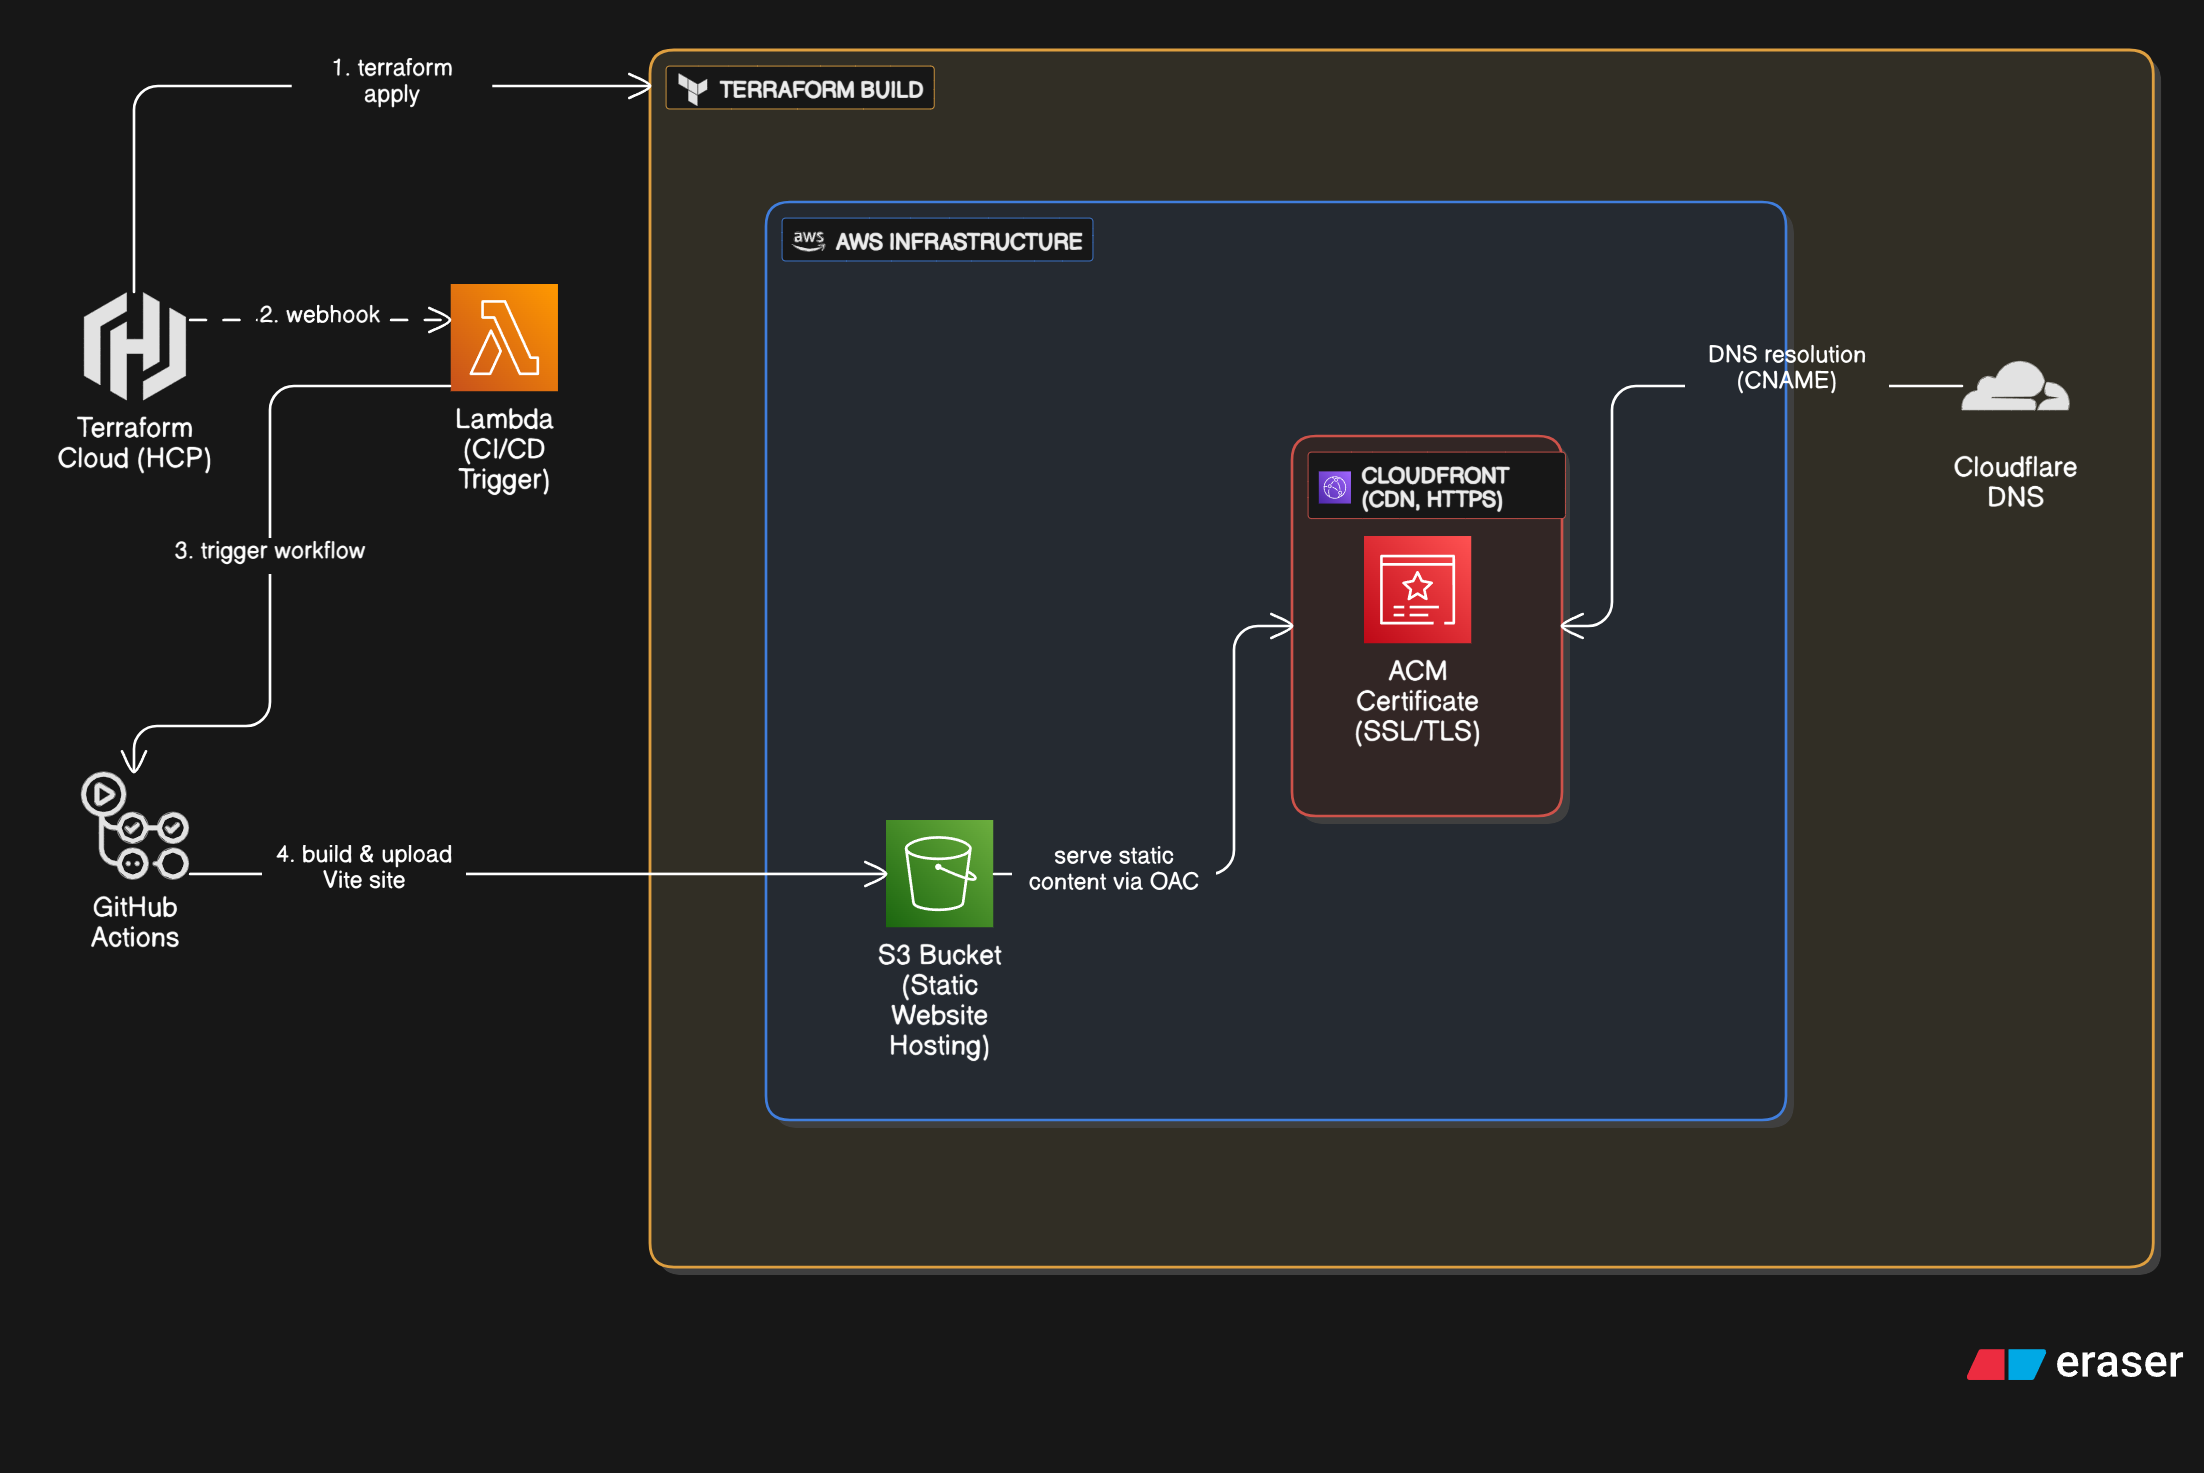 1. terraform
apply
TERRAFORM BUILD
aws
AWS INFRASTRUCTURE
2. webhook
Terraform
Cloud (HCP)
Lambda
(CI/CD
Trigger)
DNS resolution
(CNAME)
Cloudflare
DNS
CLOUDFRONT
(CDN, HTTPS)
3. trigger workflow
ACM
Certificate
(SSL/TLS)
4. build & upload
Vite site
serve static
content via OAC
GitHub
Actions
S3 Bucket
(Static
Website
Hosting)
eraser